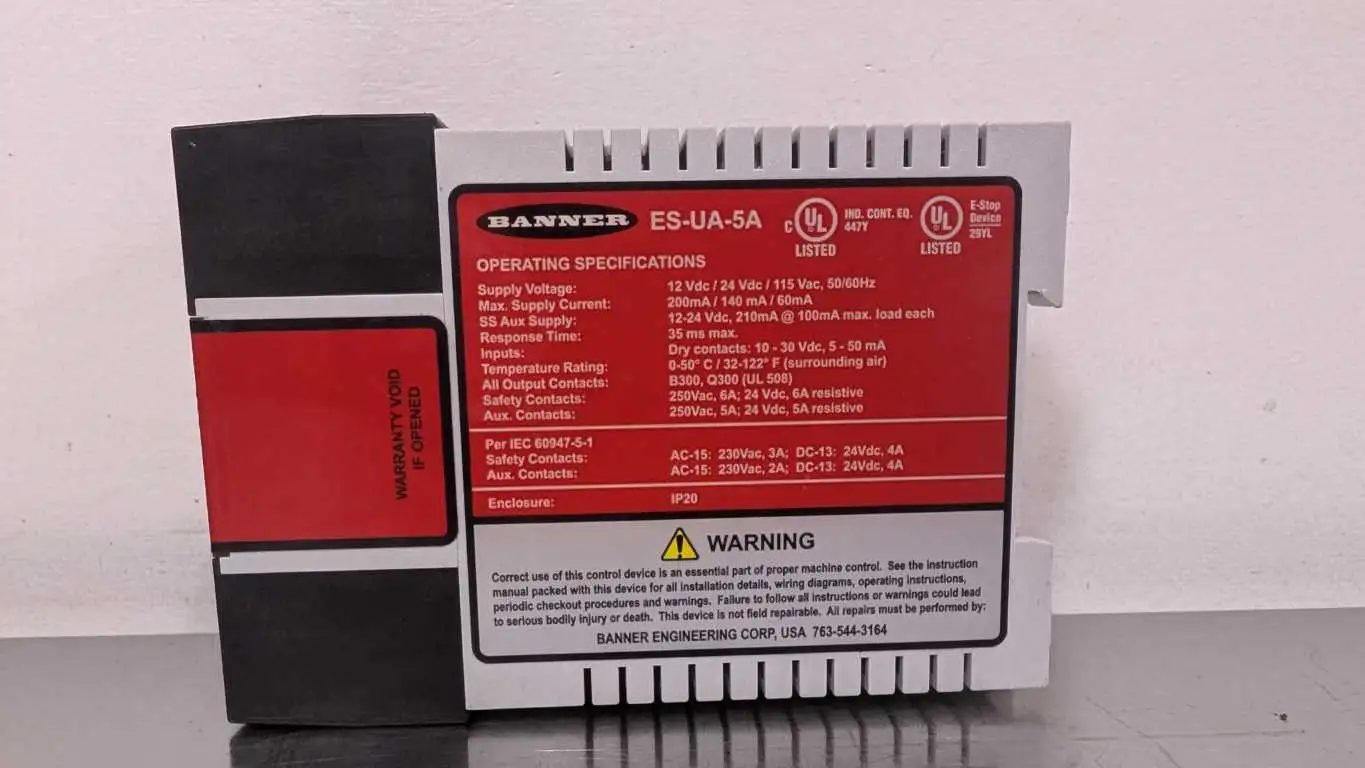 BANNER ES-UA-5A
C UL LISTED IND. CONT. EQ. 447Y
UL LISTED E-Stop Device 29YL
OPERATING SPECIFICATIONS
Supply Voltage: 12 Vdc / 24 Vdc / 115 Vac, 50/60Hz
Max. Supply Current: 200mA / 140 mA / 60mA
SS Aux Supply: 12-24 Vdc, 210mA @ 100mA max. load each
Response Time: 35 ms max.
Inputs: Dry contacts: 10 - 30 Vdc, 5 - 50 mA
Temperature Rating: 0-50° C / 32-122° F (surrounding air)
All Output Contacts: B300, Q300 (UL 508)
Safety Contacts: 250Vac, 6A; 24 Vdc, 6A resistive
Aux. Contacts: 250Vac, 5A; 24 Vdc, 5A resistive
Per IEC 60947-5-1
Safety Contacts: AC-15: 230Vac, 3A; DC-13: 24Vdc, 4A
Aux. Contacts: AC-15: 230Vac, 2A; DC-13: 24Vdc, 4A
Enclosure: IP20
WARNING
Correct use of this control device is an essential part of proper machine control. See the instruction
manual packed with this device for all installation details, wiring diagrams, operating instructions,
periodic checkout procedures and warnings. Failure to follow all instructions or warnings could lead
to serious bodily injury or death. This device is not field repairable. All repairs must be performed by:
BANNER ENGINEERING CORP, USA 763-544-3164
WARRANTY VOID
IF OPENED